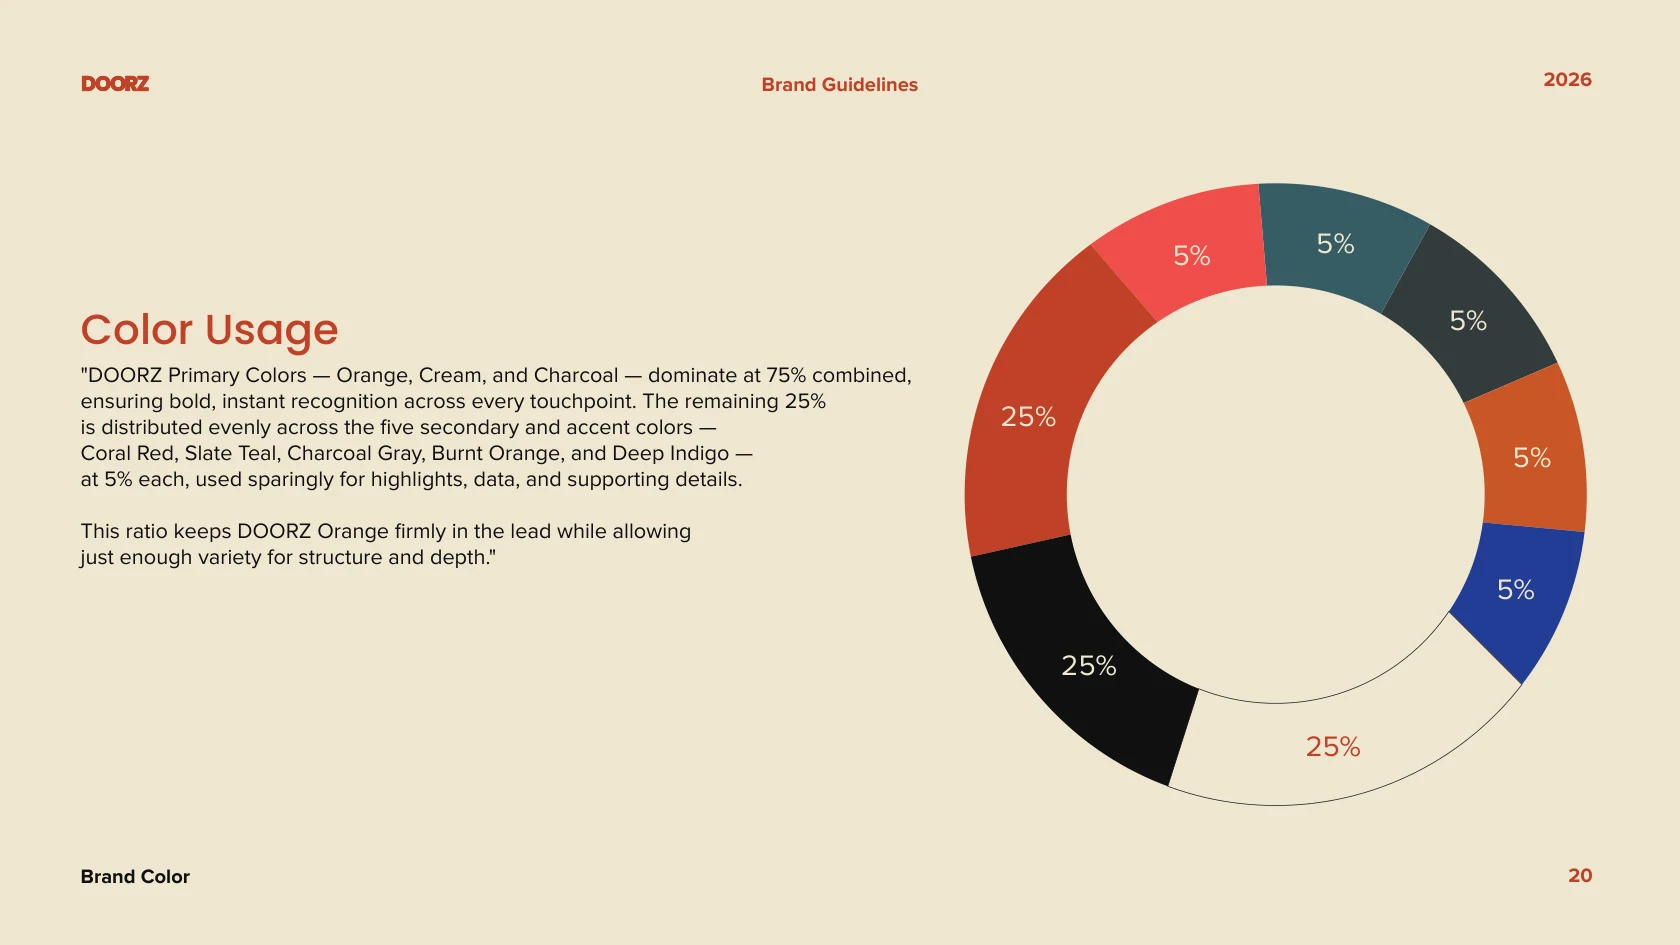 DOORZ
Brand Guidelines
2026
Color Usage
"DOORZ Primary Colors — Orange, Cream, and Charcoal — dominate at 75% combined,
ensuring bold, instant recognition across every touchpoint. The remaining 25%
is distributed evenly across the five secondary and accent colors —
Coral Red, Slate Teal, Charcoal Gray, Burnt Orange, and Deep Indigo —
at 5% each, used sparingly for highlights, data, and supporting details.
This ratio keeps DOORZ Orange firmly in the lead while allowing
just enough variety for structure and depth."
5%
5%
5%
25%
5%
5%
25%
25%
Brand Color
20